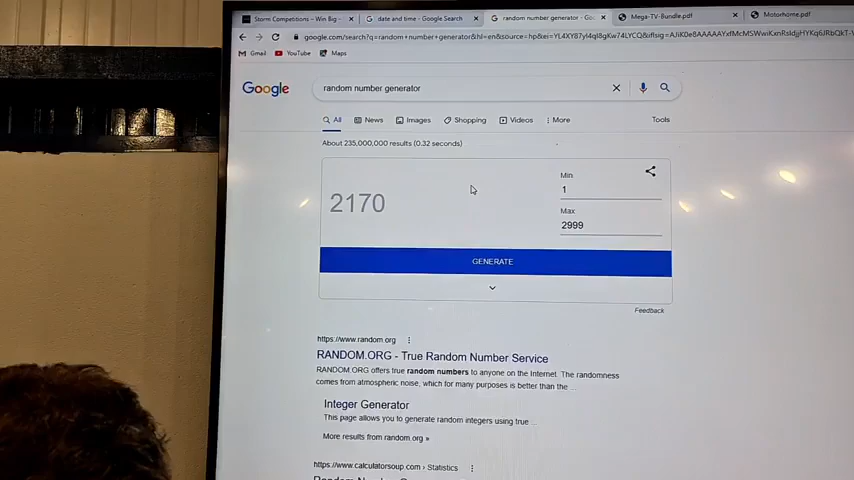 Storm Competitions – Win Big -
date and time - Google Search
random number generator - Goo
Mega-TV-Bundle.pdf
Motorhome.pdf
Gmail YouTube Maps
Google random number generator
All News Images Shopping Videos More Tools
About 235,000,000 results (0.32 seconds)
Min
1
2170
Max
2999
GENERATE
Feedback
https://www.random.org
RANDOM.ORG - True Random Number Service
RANDOM.ORG offers true random numbers to anyone on the Internet. The randomness
comes from atmospheric noise, which for many purposes is better than the ...
Integer Generator
This page allows you to generate random integers using true ...
More results from random.org »
https://www.calculatorsoup.com › Statistics